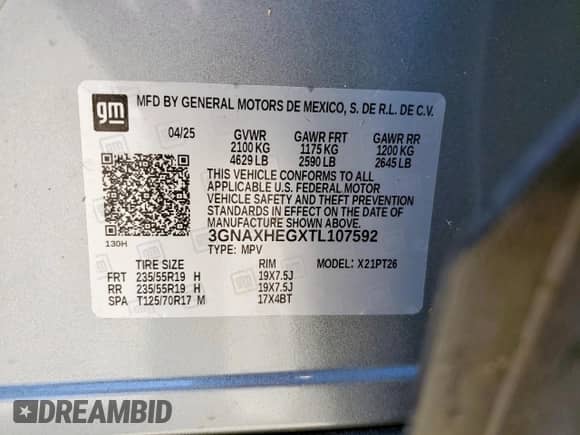 gm
MFD BY GENERAL MOTORS DE MEXICO, S. DE R.L. DE C.V.
04/25 GVWR GAWR FRT GAWR RR
2100 KG 1175 KG 1200 KG
4629 LB 2590 LB 2645 LB
THIS VEHICLE CONFORMS TO ALL
APPLICABLE U.S. FEDERAL MOTOR
VEHICLE SAFETY AND THEFT PREVENTION
STANDARDS IN EFFECT ON THE DATE OF
MANUFACTURE SHOWN ABOVE.
3GNAXHEGXTL107592
130H TYPE: MPV
TIRE SIZE RIM MODEL: X21PT26
FRT 235/55R19 H 19X7.5J
RR 235/55R19 H 19X7.5J
SPA T125/70R17 M 17X4BT
DREAMBID